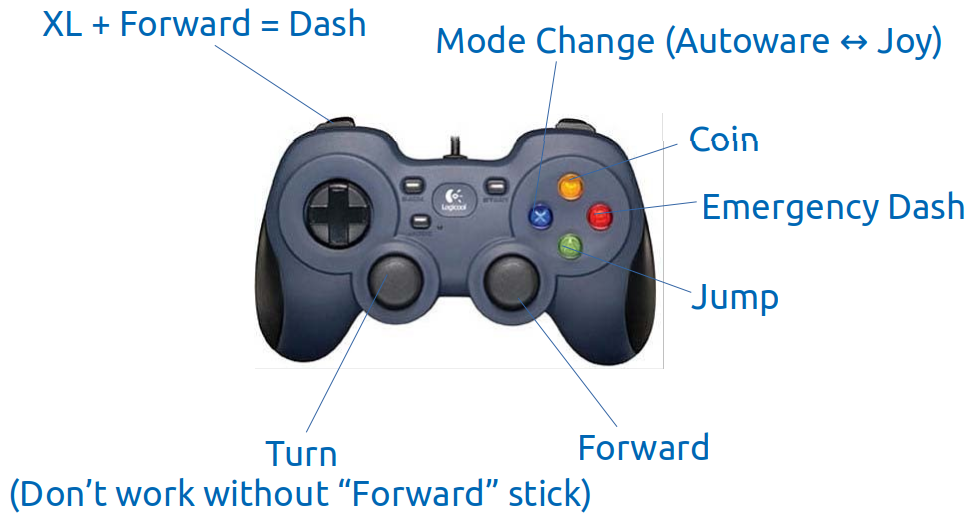 XL + Forward = Dash
Mode Change (Autoware ↔ Joy)
Coin
Emergency Dash
Jump
BACK
START
Logicool
MODE
X
Turn
(Don’t work without “Forward” stick)
Forward